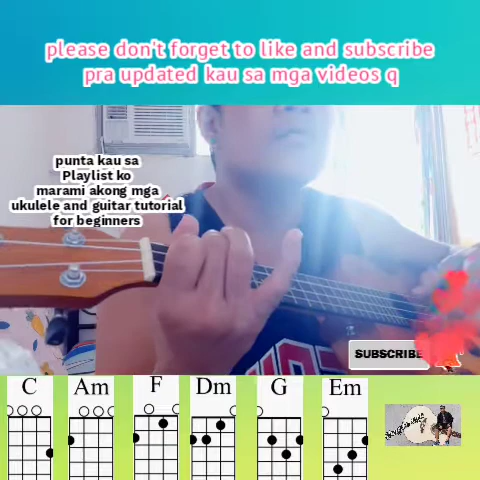 please don't forget to like and subscribe
pra updated kau sa mga videos q
punta kau sa
Playlist ko
marami akong mga
ukulele and guitar tutorial
for beginners
SUBSCRIBE
C Am F Dm G Em